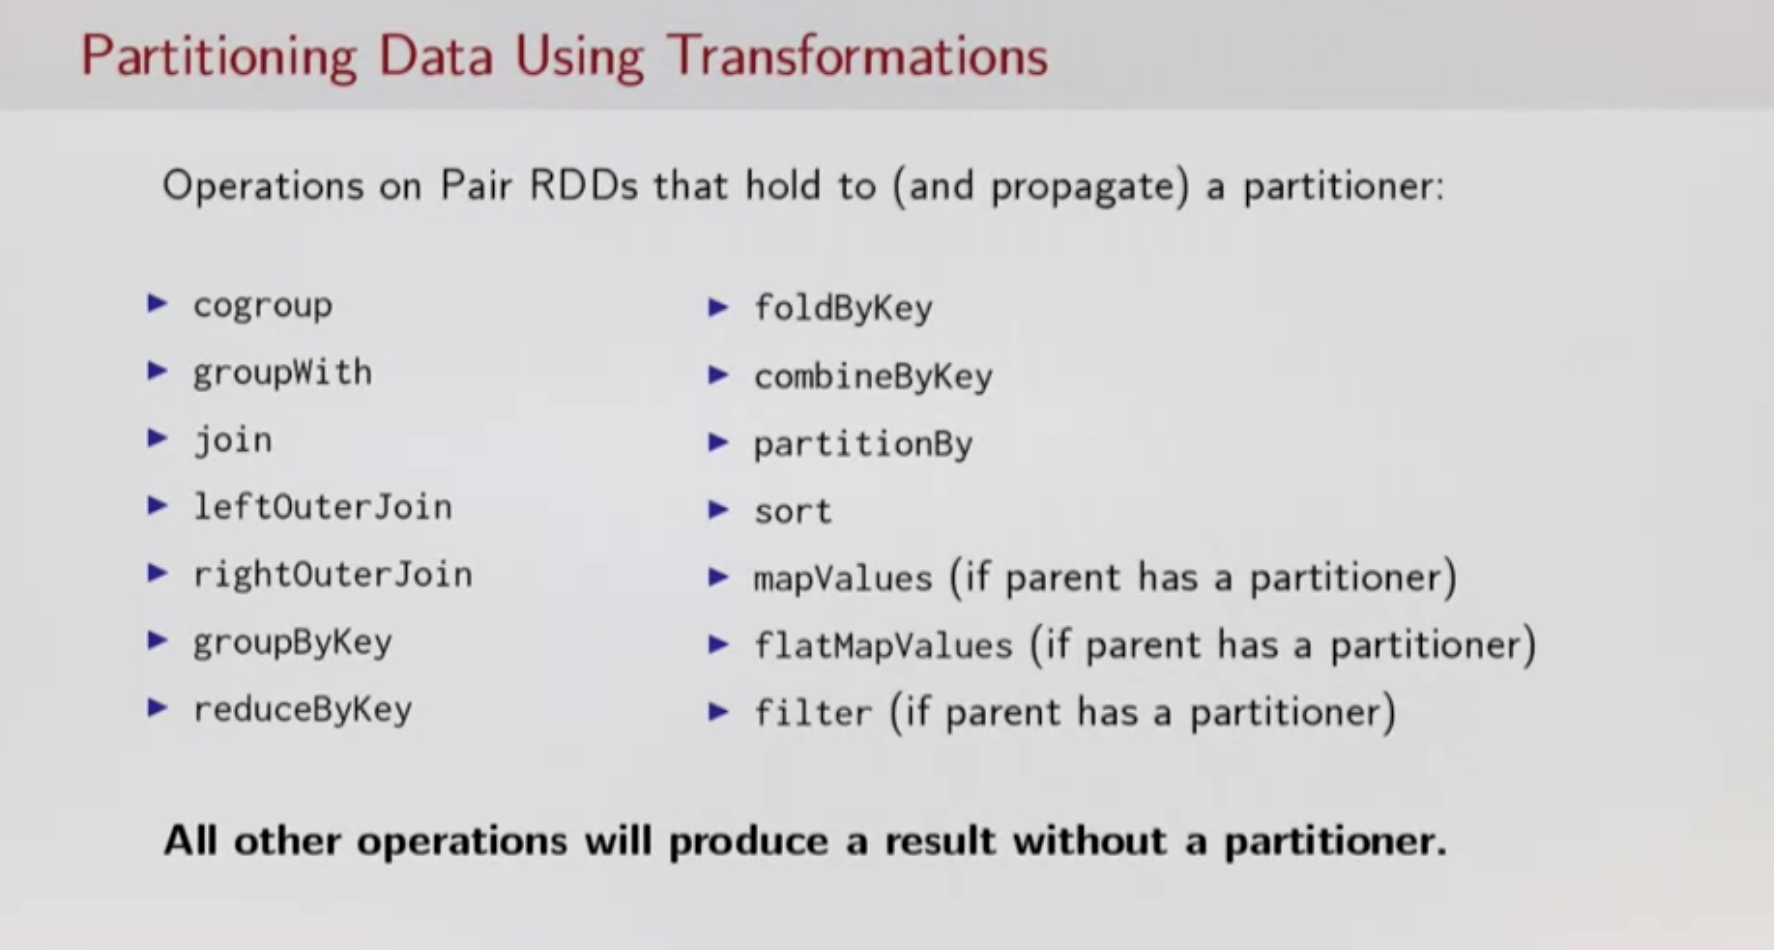 Partitioning Data Using Transformations
Operations on Pair RDDs that hold to (and propagate) a partitioner:
► cogroup
► groupWith
► join
► leftOuterJoin
► rightOuterJoin
► groupByKey
► reduceByKey
► foldByKey
► combineByKey
► partitionBy
► sort
► mapValues (if parent has a partitioner)
► flatMapValues (if parent has a partitioner)
► filter (if parent has a partitioner)
All other operations will produce a result without a partitioner.